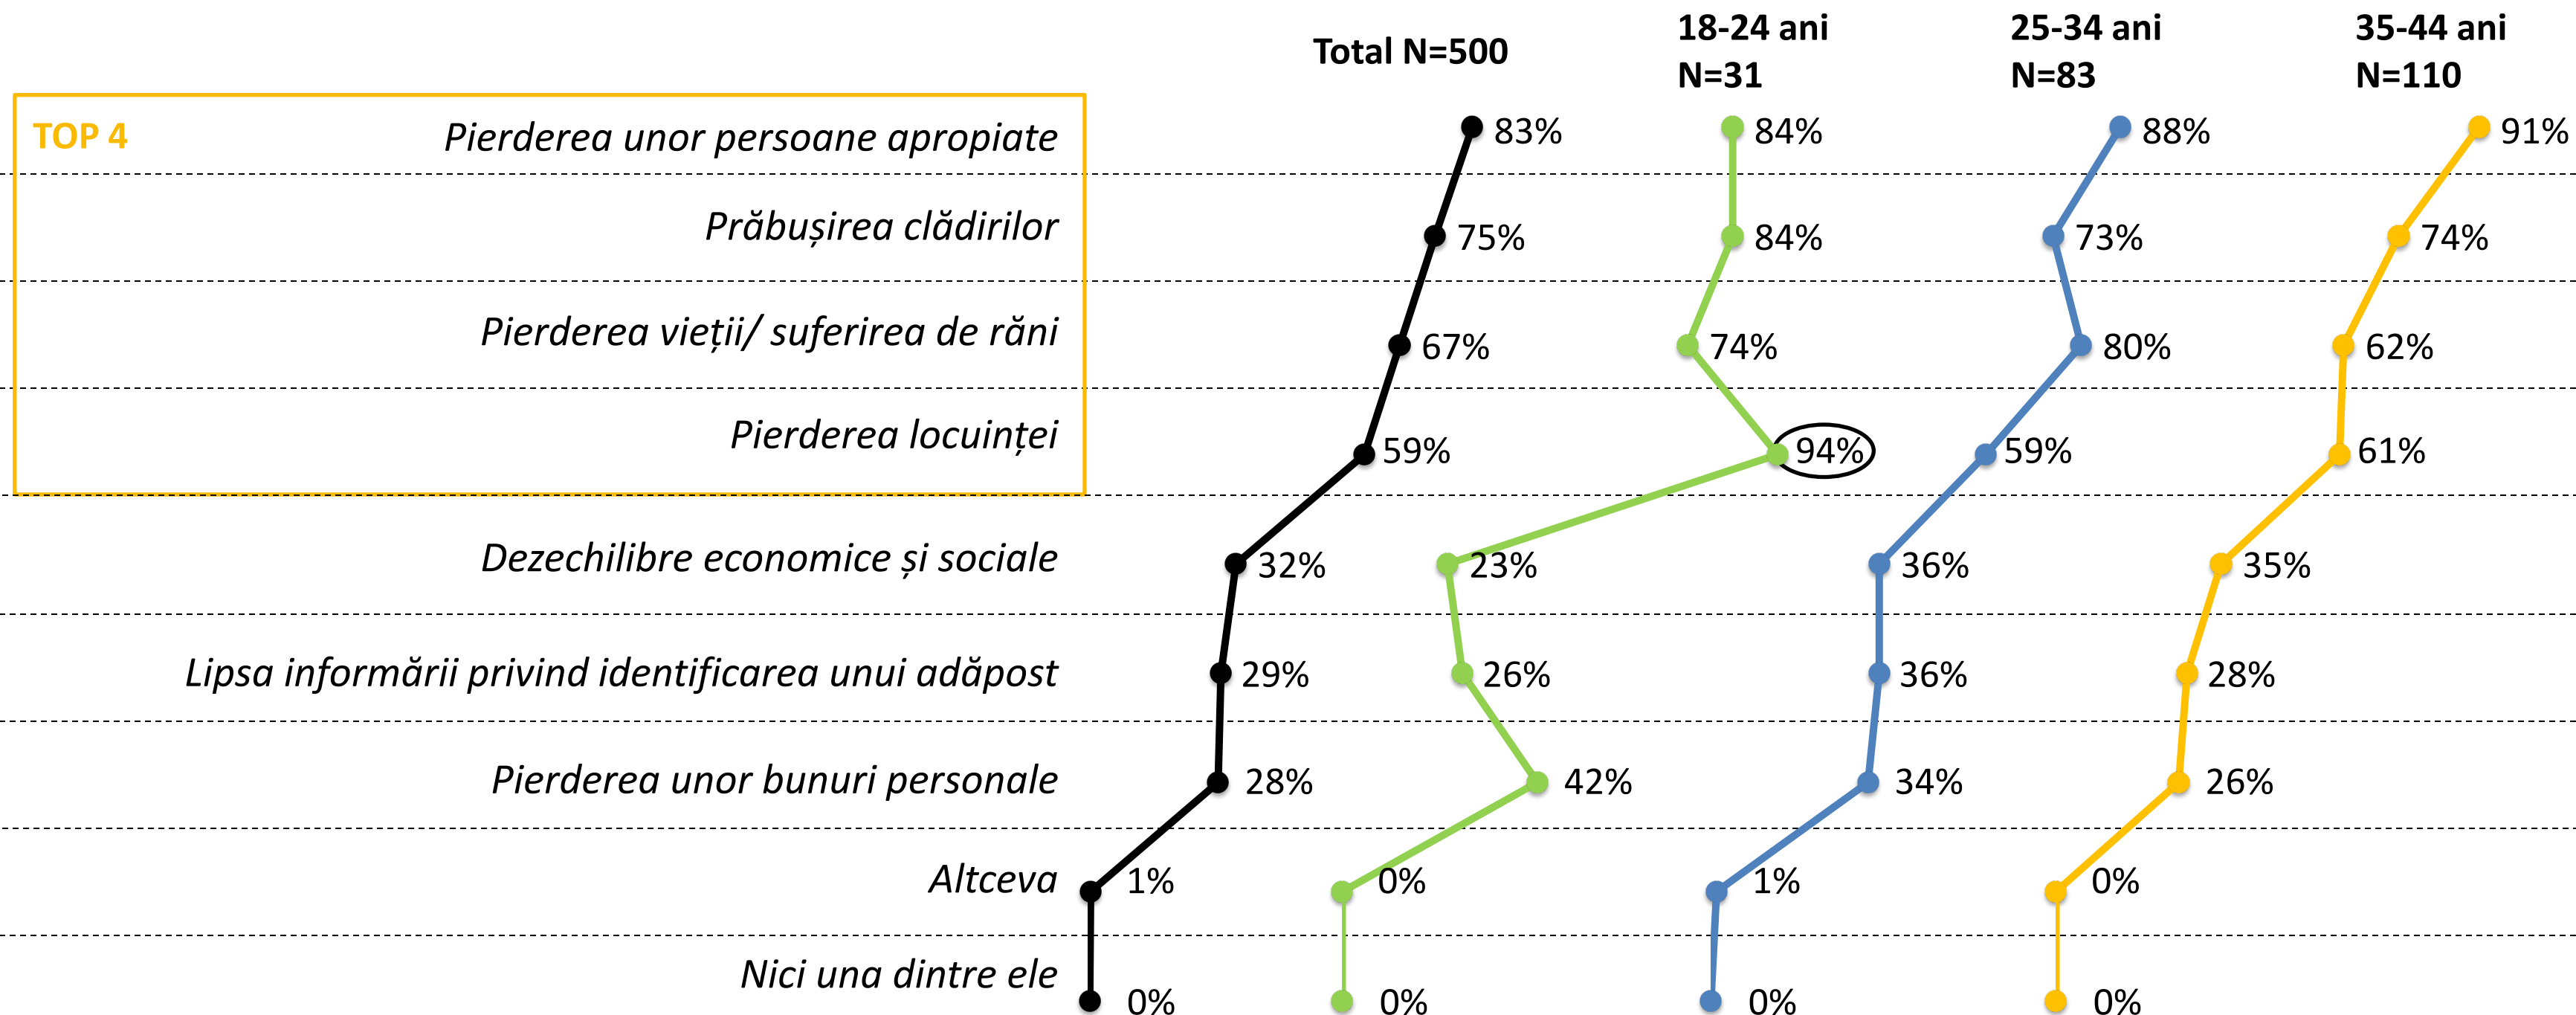 Total N=500
18-24 ani
N=31
25-34 ani
N=83
35-44 ani
N=110
TOP 4
Pierderea unor persoane apropiate
83%
84%
88%
91%
Prăbușirea clădirilor
75%
84%
73%
74%
Pierderea vieții/ suferirea de răni
67%
74%
80%
62%
Pierderea locuinței
59%
94%
59%
61%
Dezechilibre economice și sociale
32%
23%
36%
35%
Lipsa informării privind identificarea unui adăpost
29%
26%
36%
28%
Pierderea unor bunuri personale
28%
42%
34%
26%
Altceva
1%
0%
1%
0%
Nici una dintre ele
0%
0%
0%
0%